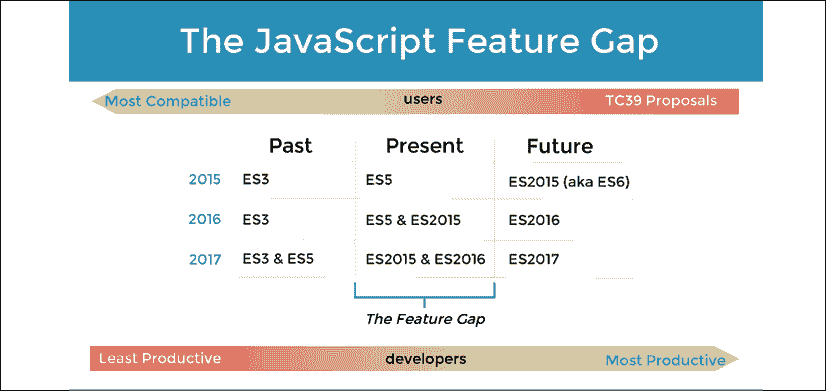 The JavaScript Feature Gap
Most Compatible users TC39 Proposals
Past Present Future
2015 ES3 ES5 ES2015 (aka ES6)
2016 ES3 ES5 & ES2015 ES2016
2017 ES3 & ES5 ES2015 & ES2016 ES2017
The Feature Gap
Least Productive developers Most Productive